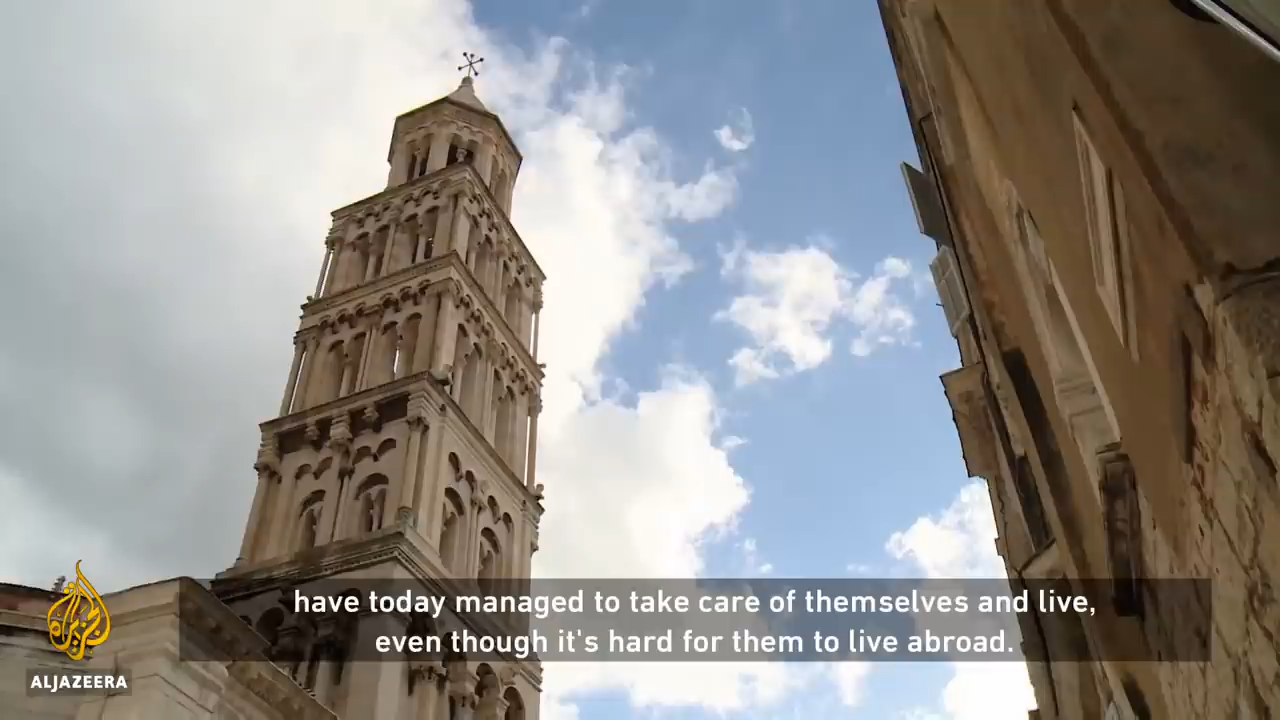 have today managed to take care of themselves and live,
even though it's hard for them to live abroad.
ALJAZEERA